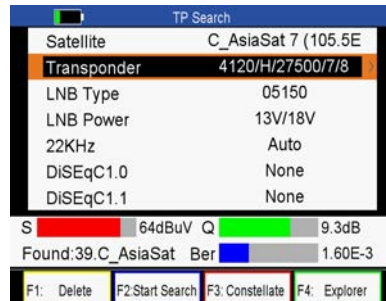 TP Search
Satellite C_AsiaSat 7 (105.5E
Transponder 4120/H/27500/7/8
LNB Type 05150
LNB Power 13V/18V
22KHz Auto
DiSEqC1.0 None
DiSEqC1.1 None
S 64dBuV Q 9.3dB
Found:39.C_AsiaSat Ber 1.60E-3
F1: Delete F2:Start Search F3: Constellate F4: Explorer